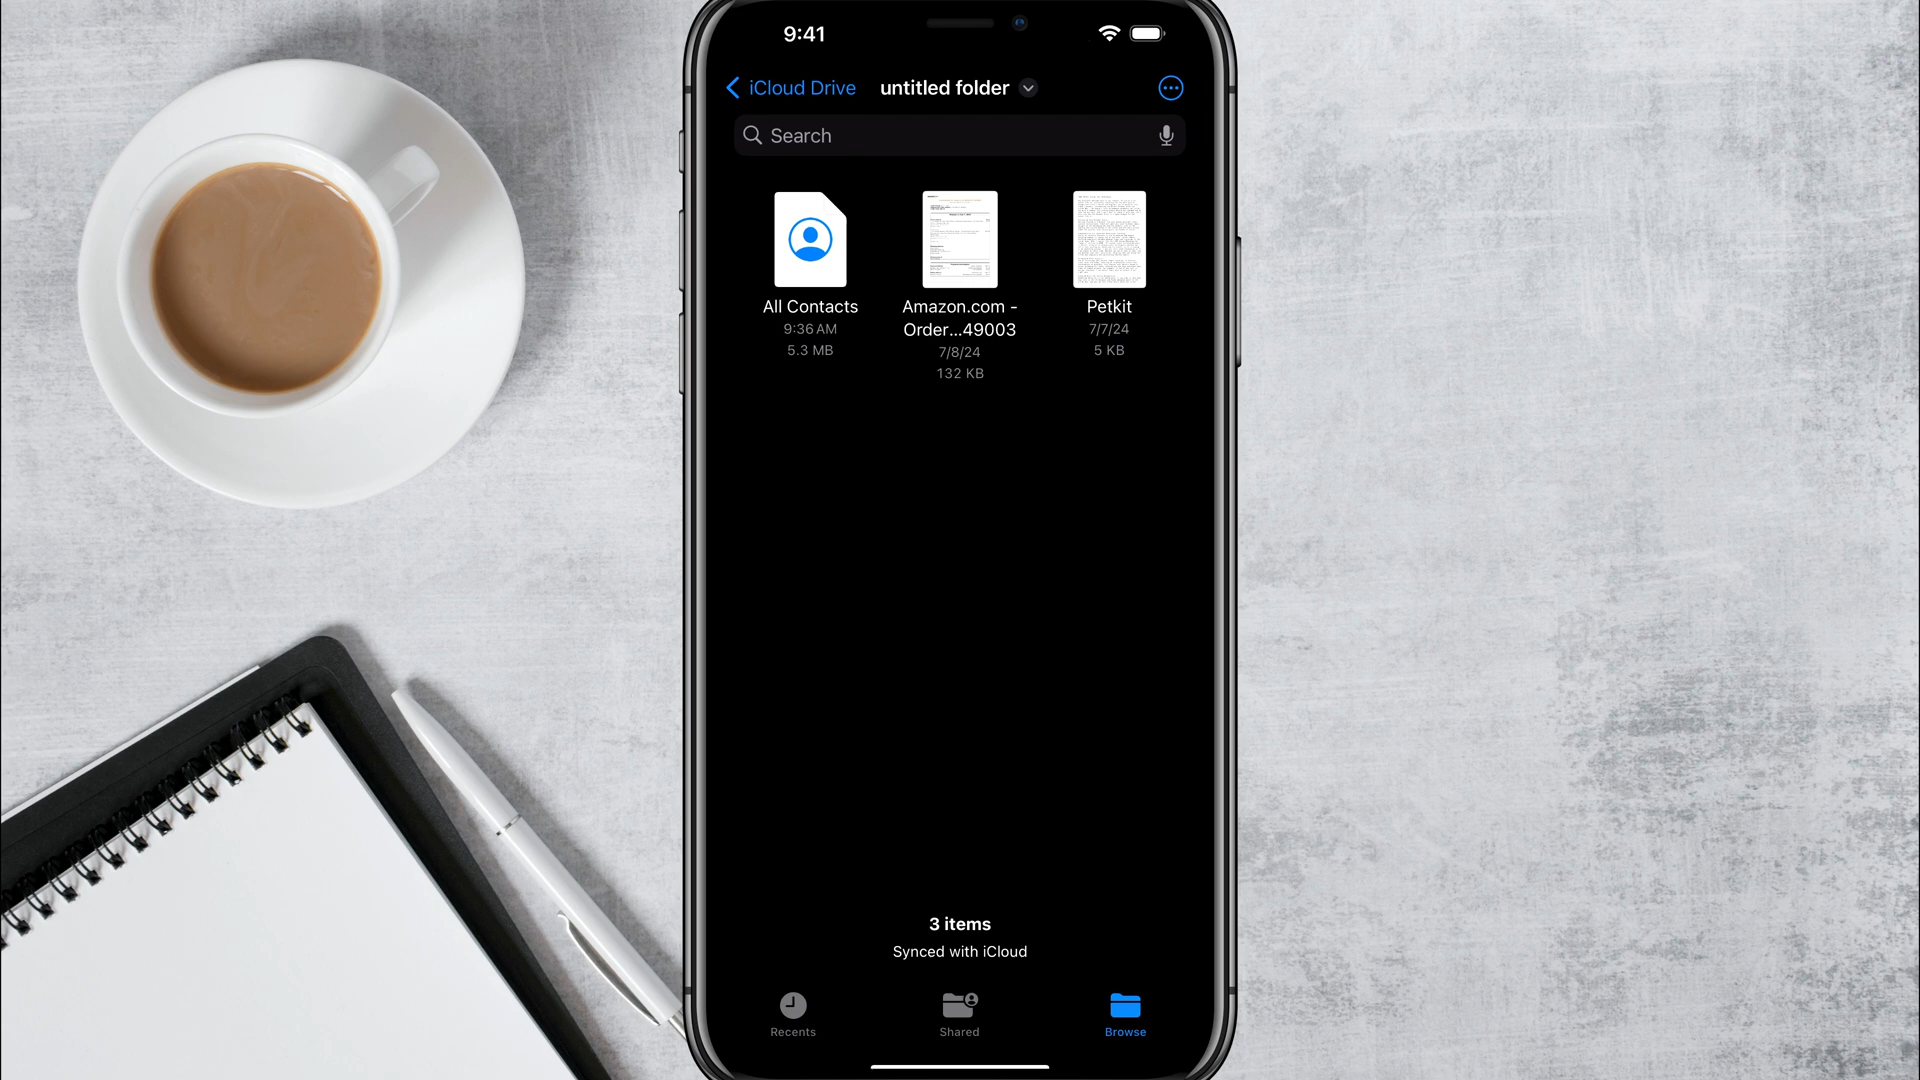 9:41
iCloud Drive
untitled folder
Search
All Contacts
9:36 AM
5.3 MB
Amazon.com -
Order...49003
7/8/24
132 KB
Petkit
7/7/24
5 KB
3 items
Synced with iCloud
Recents
Shared
Browse